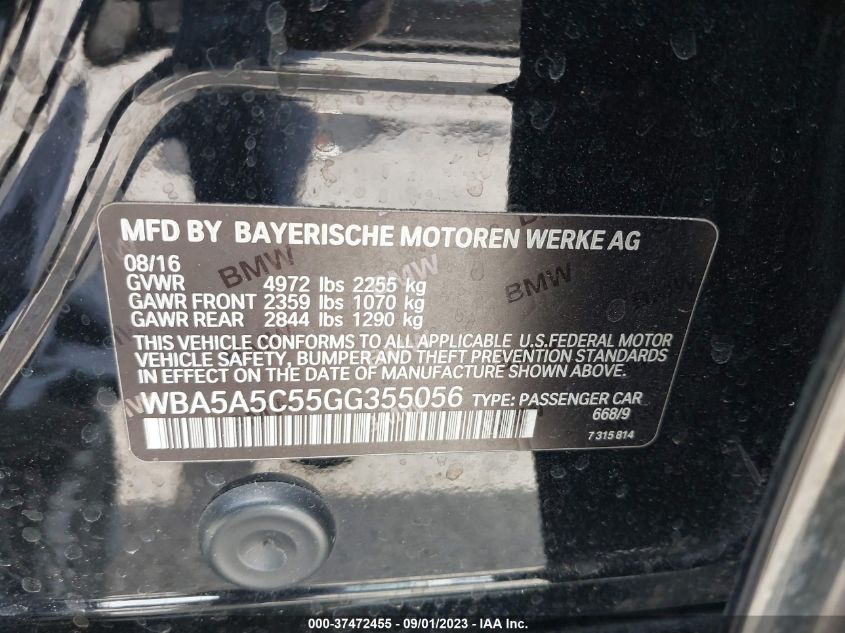 MFD BY BAYERISCHE MOTOREN WERKE AG
08/16
GVWR 4972 lbs 2255 kg
GAWR FRONT 2359 lbs 1070 kg
GAWR REAR 2844 lbs 1290 kg
THIS VEHICLE CONFORMS TO ALL APPLICABLE U.S.FEDERAL MOTOR
VEHICLE SAFETY, BUMPER AND THEFT PREVENTION STANDARDS
IN EFFECT ON THE DATE OF MANUFACTURE SHOWN ABOVE.
WBA5A5C55GG355056 TYPE: PASSENGER CAR
668/9
7 315 814
BMW
BMW
BMW
000-37472455 - 09/01/2023 - IAA Inc.